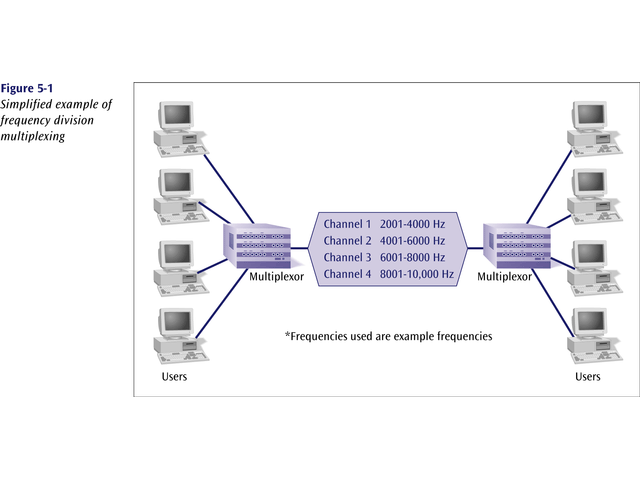 Figure 5-1
Simplified example of
frequency division
multiplexing
Channel 1 2001-4000 Hz
Channel 2 4001-6000 Hz
Channel 3 6001-8000 Hz
Channel 4 8001-10,000 Hz
Multiplexor
Multiplexor
*Frequencies used are example frequencies
Users
Users